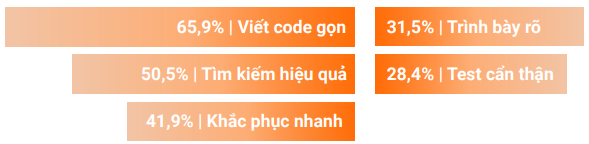 65,9% | Viết code gọn
50,5% | Tìm kiếm hiệu quả
41,9% | Khắc phục nhanh
31,5% | Trình bày rõ
28,4% | Test cẩn thận